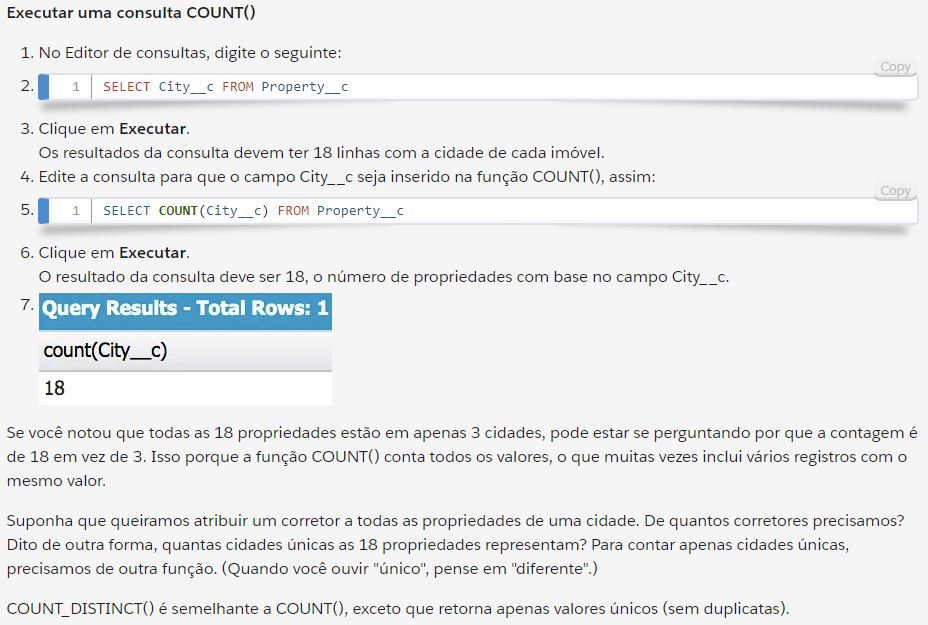 Executar uma consulta COUNT()
1. No Editor de consultas, digite o seguinte:
Copy
2. 1 SELECT City__c FROM Property__c
3. Clique em Executar.
Os resultados da consulta devem ter 18 linhas com a cidade de cada imóvel.
4. Edite a consulta para que o campo City__c seja inserido na função COUNT(), assim:
Copy
5. 1 SELECT COUNT(City__c) FROM Property__c
6. Clique em Executar.
O resultado da consulta deve ser 18, o número de propriedades com base no campo City__c.
7. Query Results - Total Rows: 1
count(City__c)
18
Se você notou que todas as 18 propriedades estão em apenas 3 cidades, pode estar se perguntando por que a contagem é
de 18 em vez de 3. Isso porque a função COUNT() conta todos os valores, o que muitas vezes inclui vários registros com o
mesmo valor.
Suponha que queiramos atribuir um corretor a todas as propriedades de uma cidade. De quantos corretores precisamos?
Dito de outra forma, quantas cidades únicas as 18 propriedades representam? Para contar apenas cidades únicas,
precisamos de outra função. (Quando você ouvir "único", pense em "diferente".)
COUNT_DISTINCT() é semelhante a COUNT(), exceto que retorna apenas valores únicos (sem duplicatas).